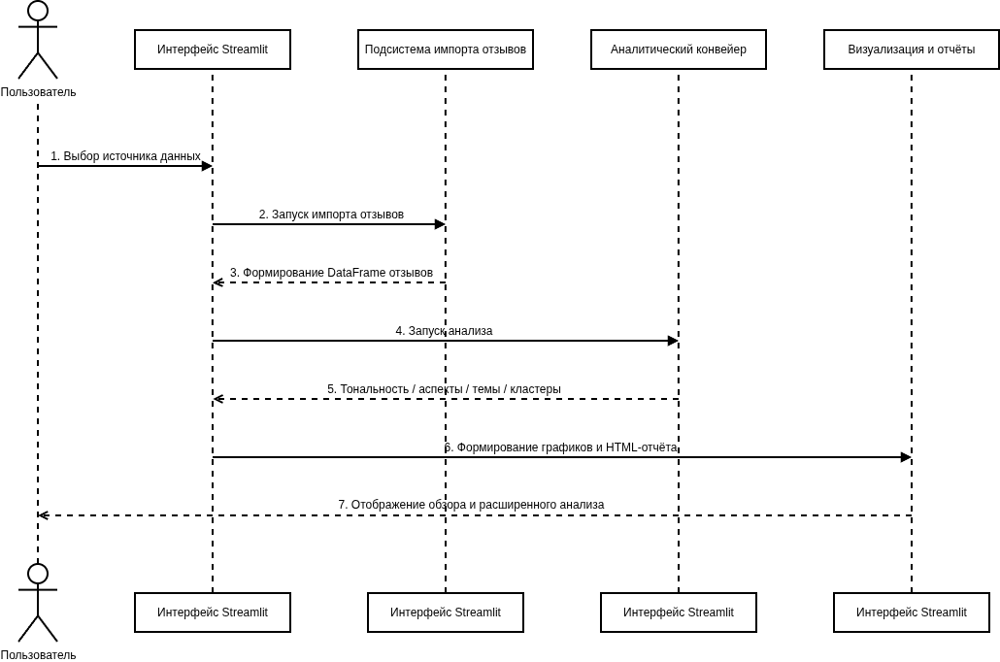 Пользователь
Интерфейс Streamlit
Подсистема импорта отзывов
Аналитический конвейер
Визуализация и отчёты
1. Выбор источника данных
2. Запуск импорта отзывов
3. Формирование DataFrame отзывов
4. Запуск анализа
5. Тональность / аспекты / темы / кластеры
6. Формирование графиков и HTML-отчёта
7. Отображение обзора и расширенного анализа
Интерфейс Streamlit
Интерфейс Streamlit
Интерфейс Streamlit
Интерфейс Streamlit
Пользователь